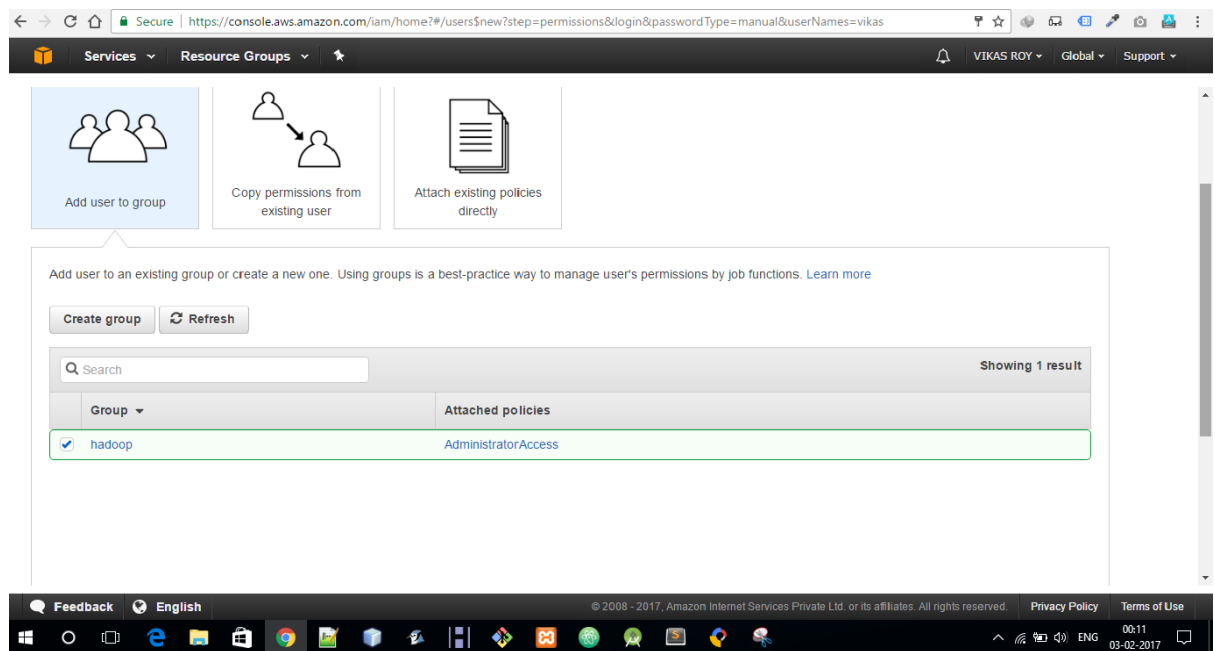 Secure | https://console.aws.amazon.com/iam/home?#/users$new?step=permissions&login&passwordType=manual&userNames=vikas
Services Resource Groups VIKAS ROY Global Support
Add user to group
Copy permissions from
existing user
Attach existing policies
directly
Add user to an existing group or create a new one. Using groups is a best-practice way to manage user's permissions by job functions. Learn more
Create group Refresh
Search Showing 1 result
Group Attached policies
hadoop AdministratorAccess
Feedback English © 2008 - 2017, Amazon Internet Services Private Ltd. or its affiliates. All rights reserved. Privacy Policy Terms of Use
ENG 00:11
03-02-2017